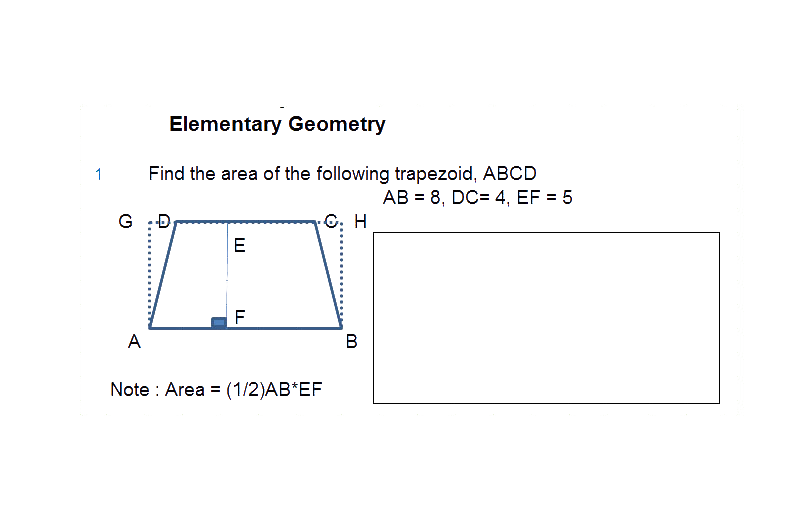 Elementary Geometry
1 Find the area of the following trapezoid, ABCD
AB = 8, DC= 4, EF = 5
G D C H
E
F
A B
Note : Area = (1/2)AB*EF